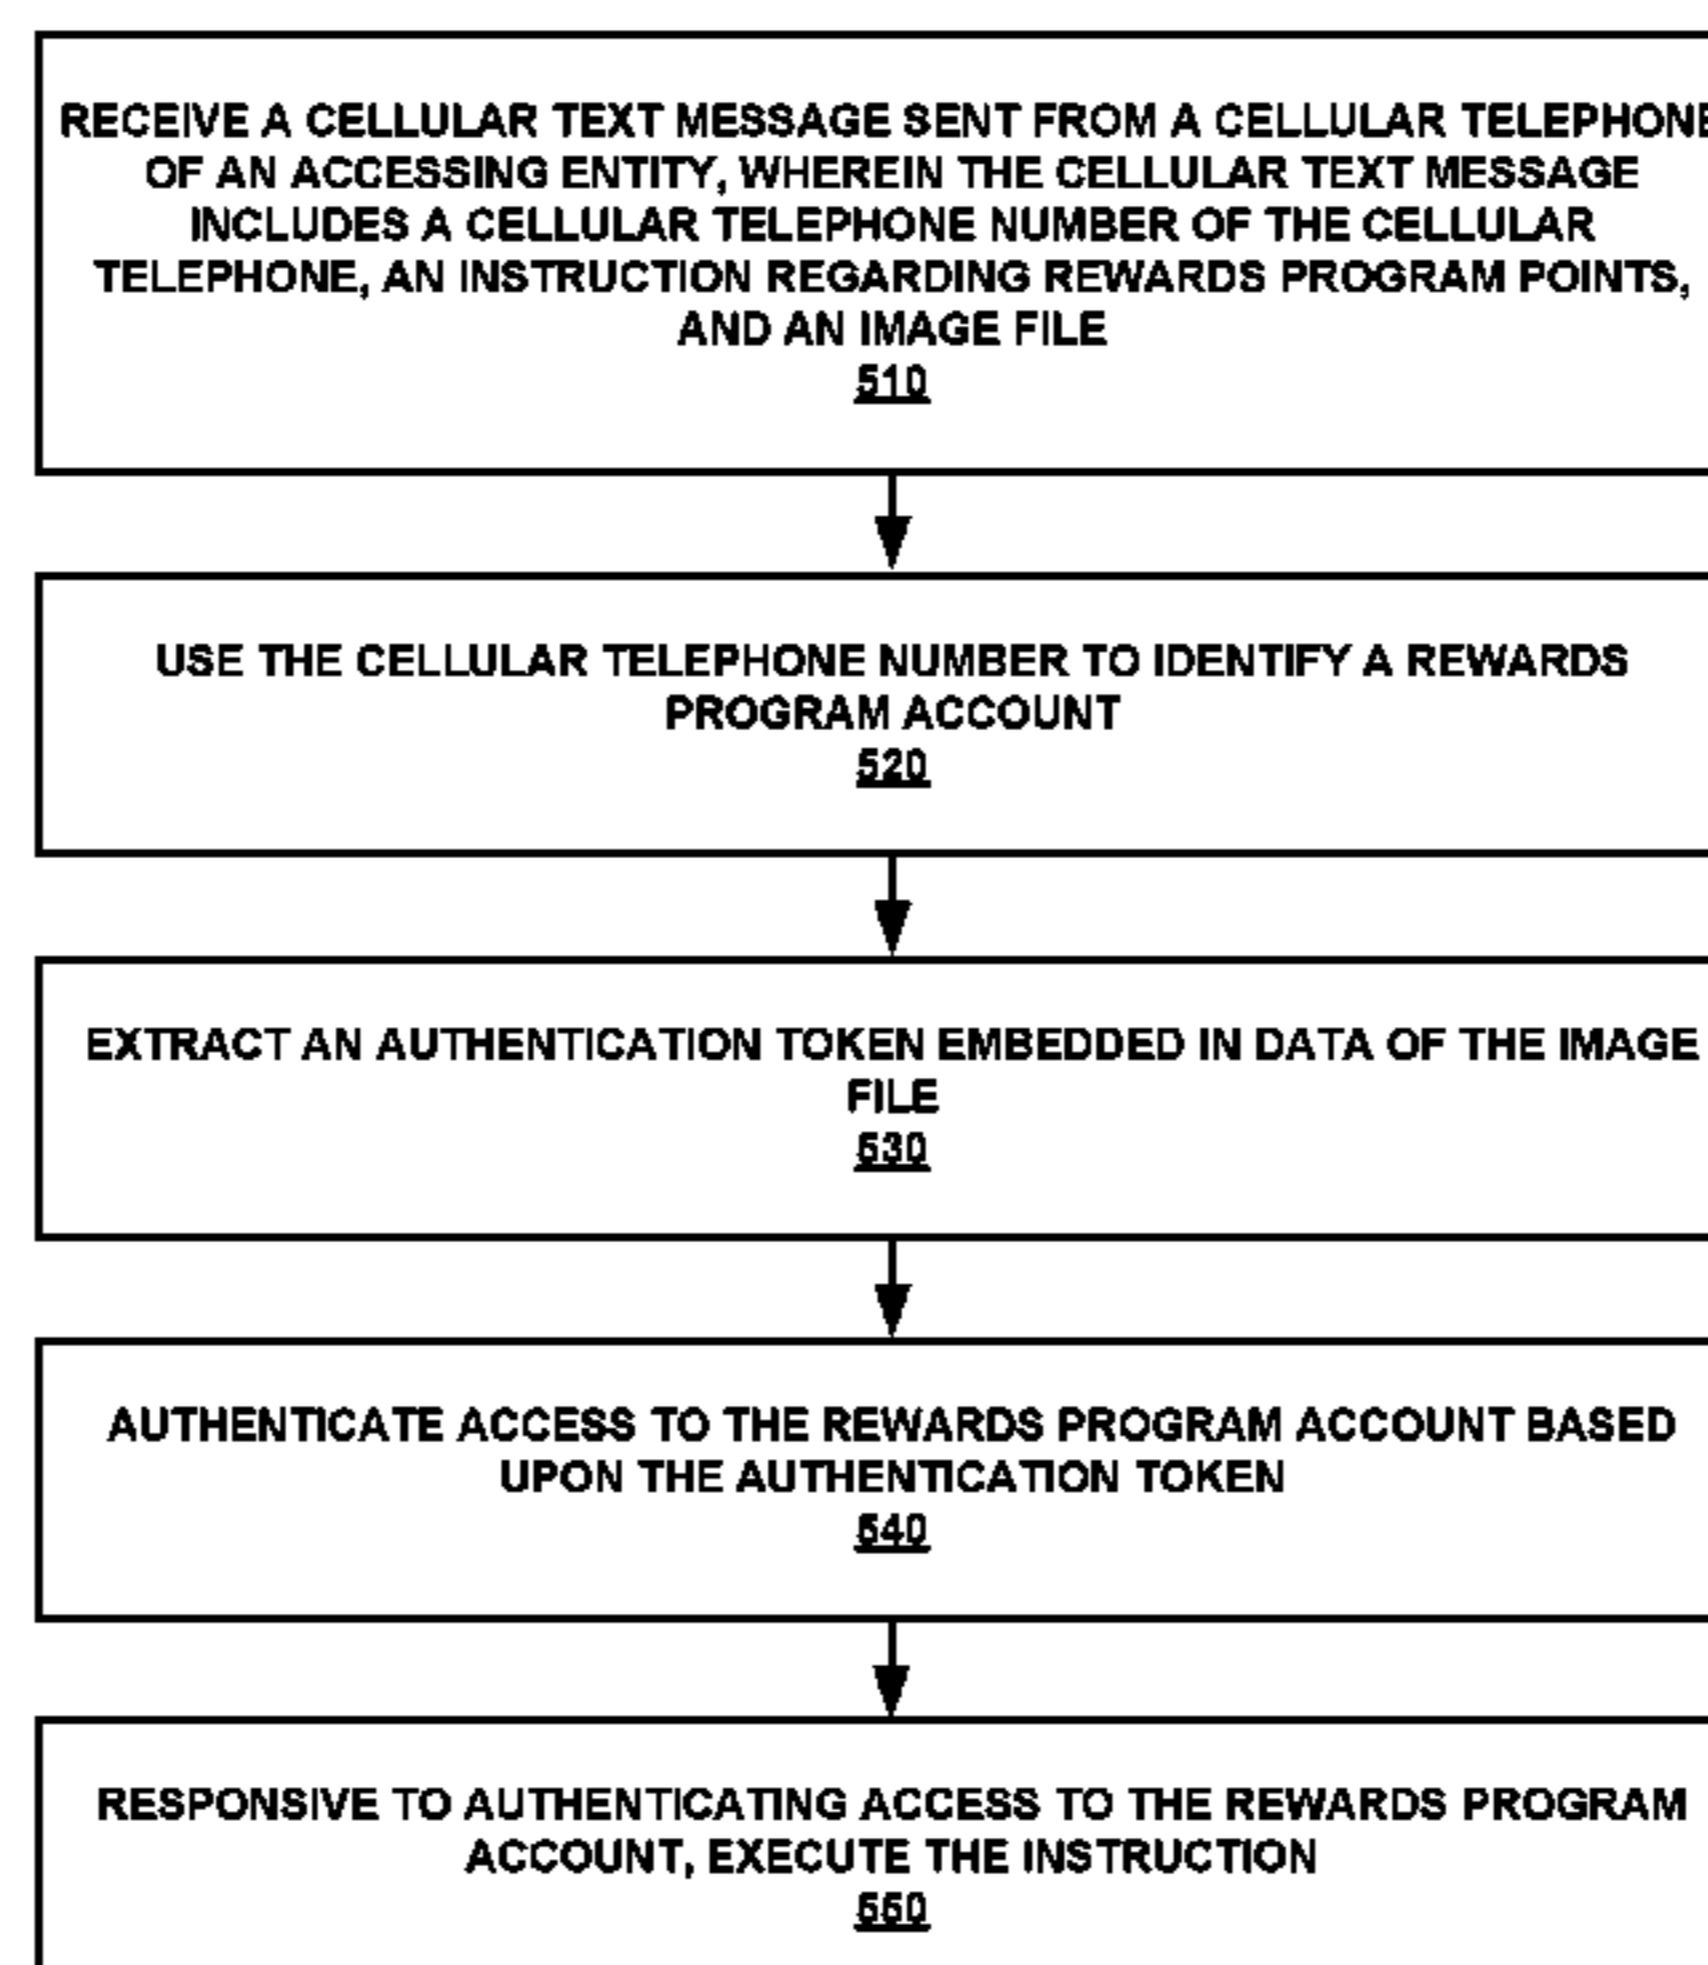 RECEIVE A CELLULAR TEXT MESSAGE SENT FROM A CELLULAR TELEPHONE
OF AN ACCESSING ENTITY, WHEREIN THE CELLULAR TEXT MESSAGE
INCLUDES A CELLULAR TELEPHONE NUMBER OF THE CELLULAR
TELEPHONE, AN INSTRUCTION REGARDING REWARDS PROGRAM POINTS,
AND AN IMAGE FILE
510
USE THE CELLULAR TELEPHONE NUMBER TO IDENTIFY A REWARDS
PROGRAM ACCOUNT
520
EXTRACT AN AUTHENTICATION TOKEN EMBEDDED IN DATA OF THE IMAGE
FILE
530
AUTHENTICATE ACCESS TO THE REWARDS PROGRAM ACCOUNT BASED
UPON THE AUTHENTICATION TOKEN
540
RESPONSIVE TO AUTHENTICATING ACCESS TO THE REWARDS PROGRAM
ACCOUNT, EXECUTE THE INSTRUCTION
550